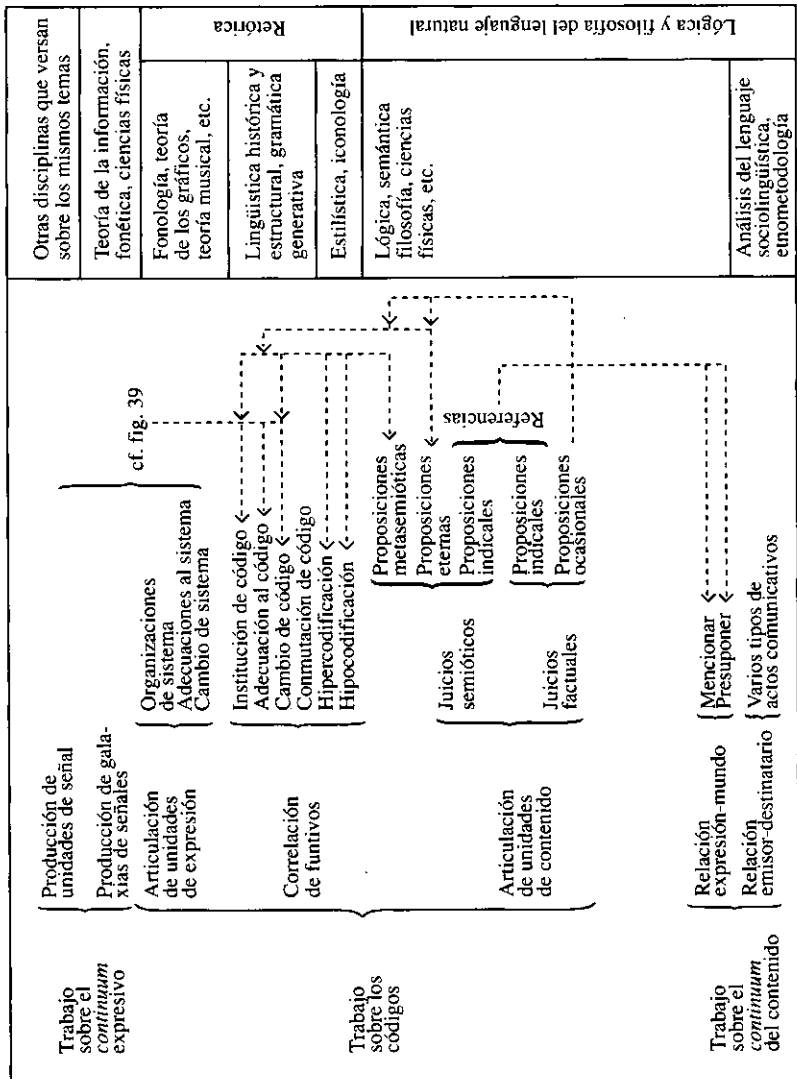 Trabajo
sobre el
continuum
expresivo
Producción de
unidades de señal
Producción de gala-
xias de señales
cf. fig. 39
Trabajo
sobre los
códigos
Articulación
de unidades
de expresión
Organizaciones
de sistema
Adecuaciones al sistema
Cambio de sistema
Correlación
de funtivos
Institución de código
Adecuación al código
Cambio de código
Conmutación de código
Hipercodificación
Hipocodificación
Articulación
de unidades
de contenido
Juicios
semióticos
Proposiciones
metasemióticas
Proposiciones
eternas
Proposiciones
indicales
Juicios
factuales
Proposiciones
indicales
Proposiciones
ocasionales
Referencias
Trabajo
sobre el
continuum
del contenido
Relación
expresión-mundo
Mencionar
Presuponer
Relación
emisor-destinatario
Varios tipos de
actos comunicativos
Otras disciplinas que versan
sobre los mismos temas
Teoría de la información,
fonética, ciencias físicas
Fonología, teoría
de los gráficos,
teoría musical, etc.
Lingüistica histórica y
estructural, gramática
generativa
Estilística, iconología
Lógica, semántica
filosofía, ciencias
físicas, etc.
Análisis del lenguaje
sociolingüística,
etnometodología
Retórica
Lógica y filosofía del lenguaje natural